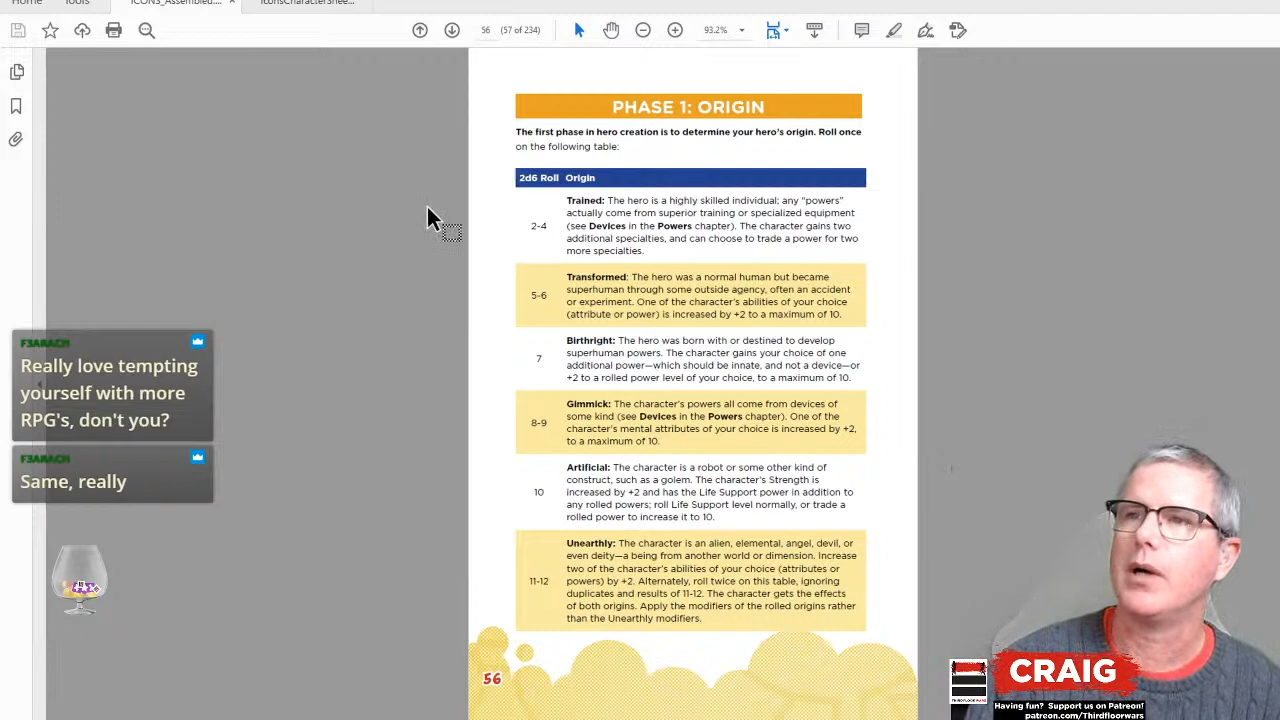 Home
Tools
ICONS_Assembled....
IconsCharacterShee...
56
(57 of 234)
93.2%
PHASE 1: ORIGIN
The first phase in hero creation is to determine your hero's origin. Roll once
on the following table:
2d6 Roll Origin
Trained: The hero is a highly skilled individual; any "powers"
actually come from superior training or specialized equipment
2-4 (see Devices in the Powers chapter). The character gains two
additional specialties, and can choose to trade a power for two
more specialties.
Transformed: The hero was a normal human but became
superhuman through some outside agency, often an accident
5-6 or experiment. One of the character's abilities of your choice
(attribute or power) is increased by +2 to a maximum of 10.
Birthright: The hero was born with or destined to develop
7 superhuman powers. The character gains your choice of one
additional power—which should be innate, and not a device—or
+2 to a rolled power level of your choice, to a maximum of 10.
Gimmick: The character's powers all come from devices of
8-9 some kind (see Devices in the Powers chapter). One of the
character's mental attributes of your choice is increased by +2,
to a maximum of 10.
Artificial: The character is a robot or some other kind of
construct, such as a golem. The character's Strength is
10 increased by +2 and has the Life Support power in addition to
any rolled powers; roll Life Support level normally, or trade a
rolled power to increase it to 10.
Unearthly: The character is an alien, elemental, angel, devil, or
even deity—a being from another world or dimension. Increase
two of the character's abilities of your choice (attributes or
11-12 powers) by +2. Alternately, roll twice on this table, ignoring
duplicates and results of 11-12. The character gets the effects
of both origins. Apply the modifiers of the rolled origins rather
than the Unearthly modifiers.
56
F3ARACH
Really love tempting
yourself with more
RPG's, don't you?
F3ARACH
Same, really
CRAIG
Having fun? Support us on Patreon!
patreon.com/Thirdfloorwars